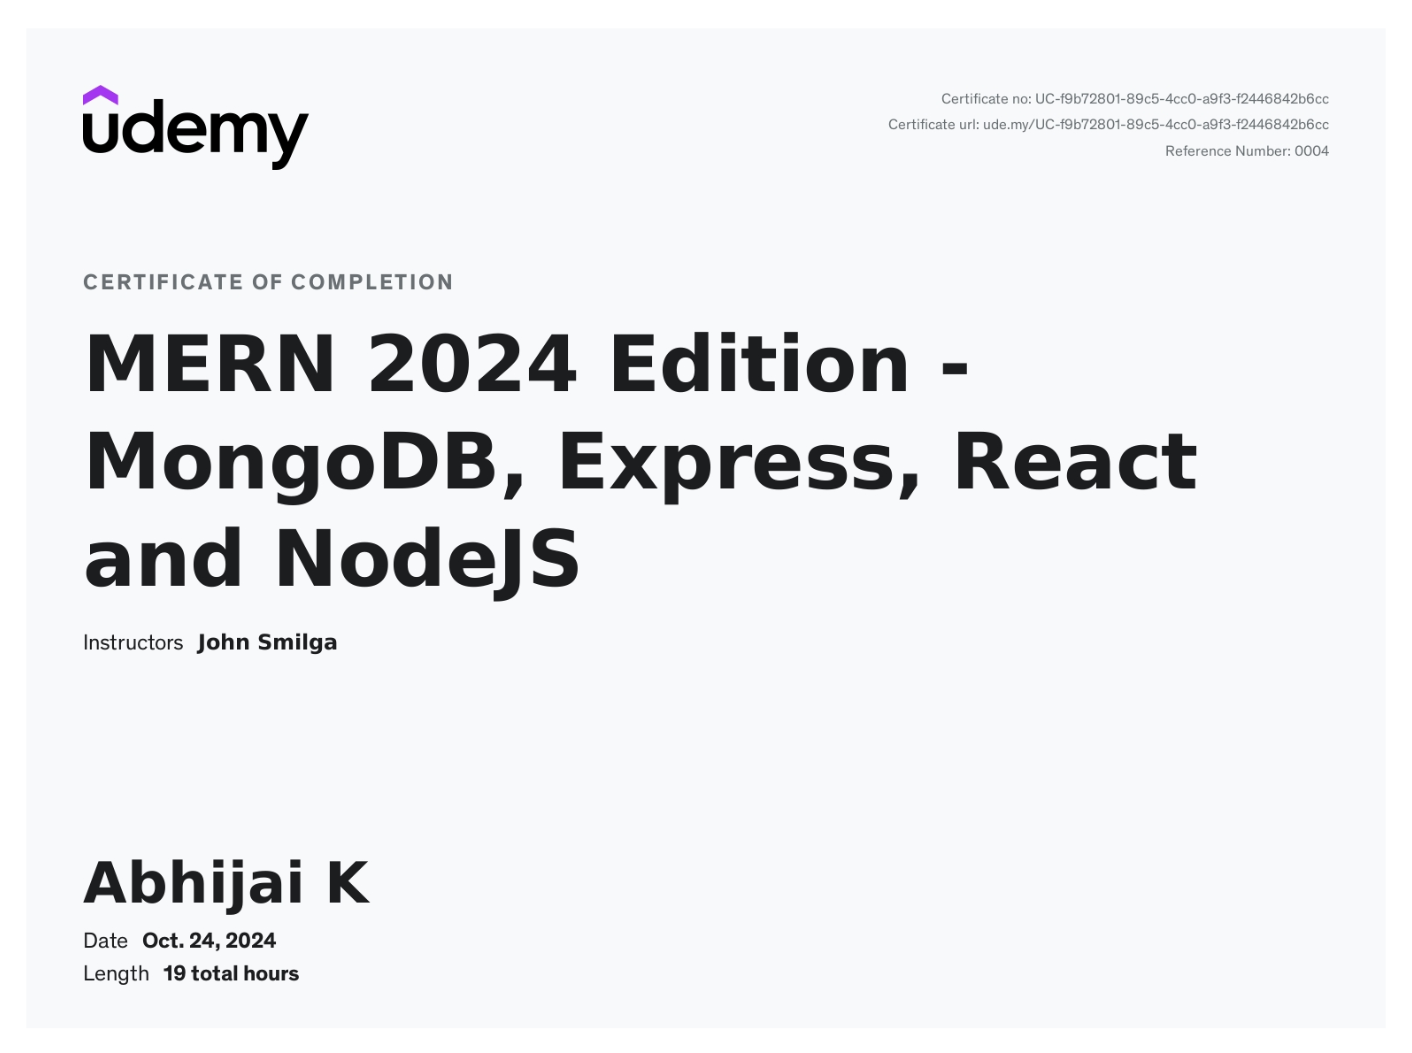 udemy
Certificate no: UC-f9b72801-89c5-4cc0-a9f3-f2446842b6cc
Certificate url: ude.my/UC-f9b72801-89c5-4cc0-a9f3-f2446842b6cc
Reference Number: 0004
CERTIFICATE OF COMPLETION
MERN 2024 Edition -
MongoDB, Express, React
and NodeJS
Instructors John Smilga
Abhijai K
Date Oct. 24, 2024
Length 19 total hours